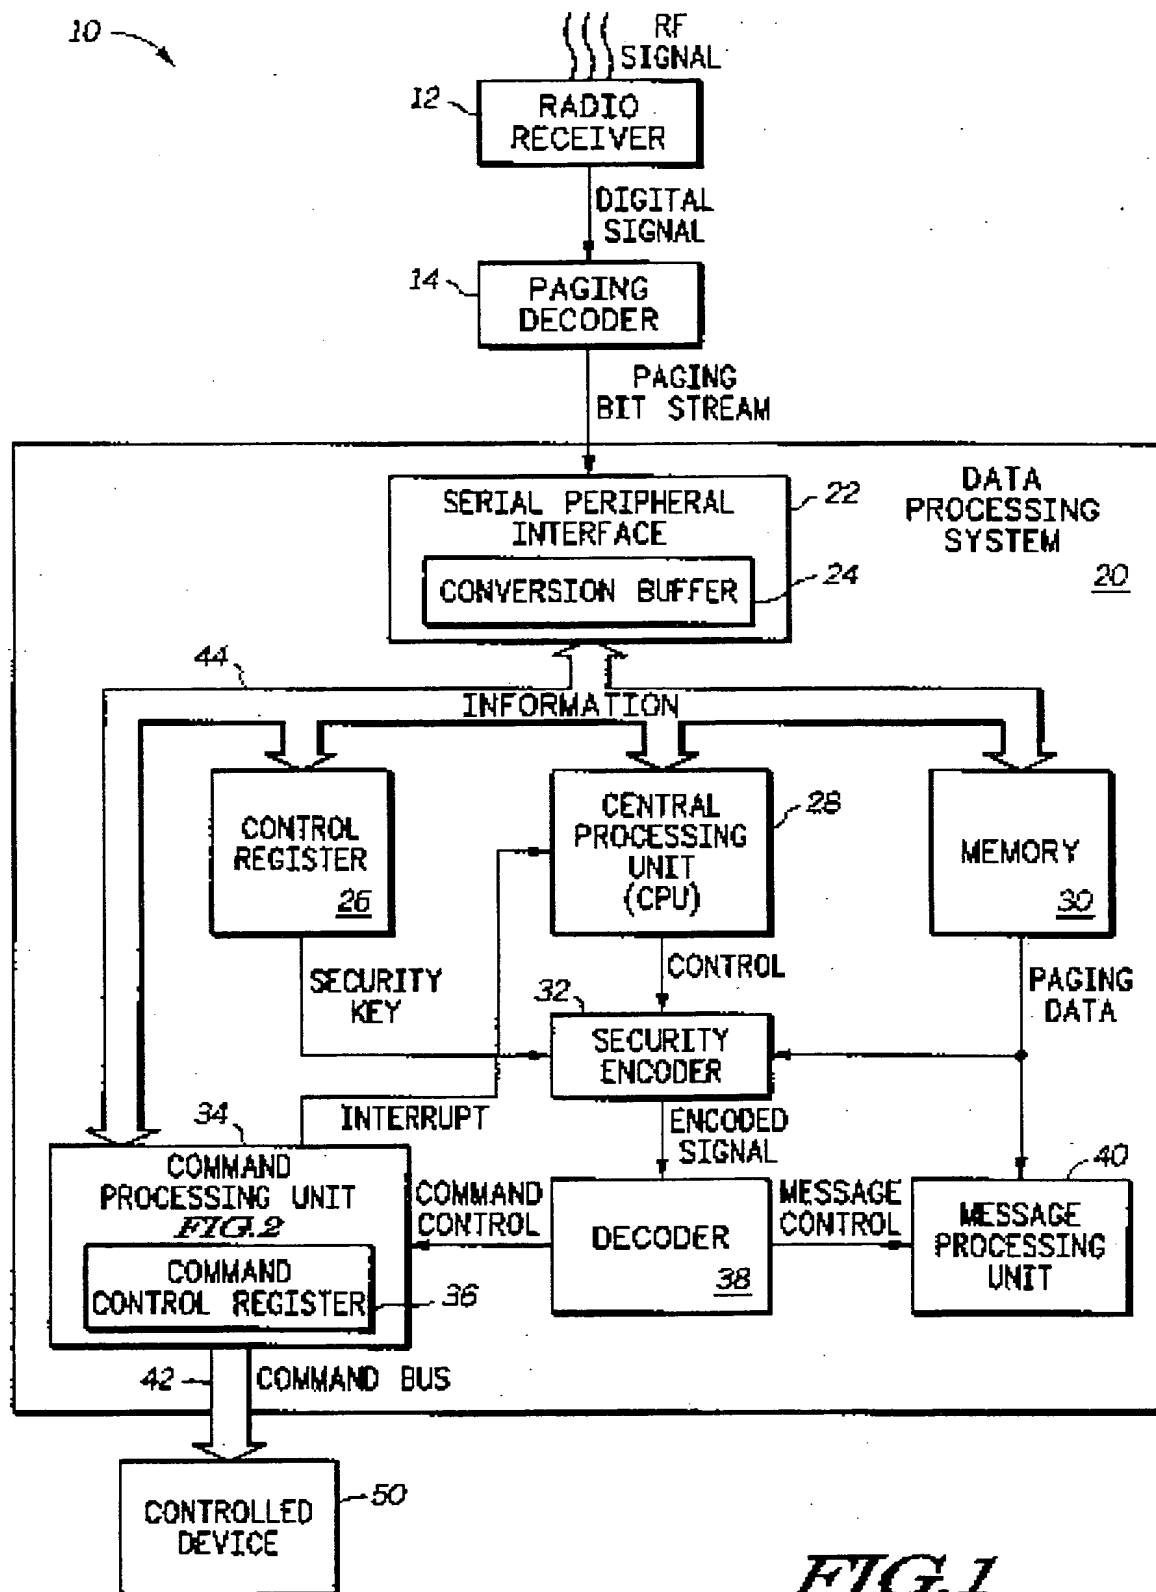 10
RF
SIGNAL
12
RADIO
RECEIVER
DIGITAL
SIGNAL
14
PAGING
DECODER
PAGING
BIT STREAM
DATA
PROCESSING
SYSTEM
20
SERIAL PERIPHERAL
INTERFACE
22
CONVERSION BUFFER
24
44
INFORMATION
CONTROL
REGISTER
26
CENTRAL
PROCESSING
UNIT
(CPU)
28
MEMORY
30
SECURITY
KEY
CONTROL
PAGING
DATA
32
SECURITY
ENCODER
INTERRUPT
ENCODED
SIGNAL
34
COMMAND
PROCESSING UNIT
FIG.2
COMMAND
CONTROL REGISTER
36
COMMAND
CONTROL
DECODER
38
MESSAGE
CONTROL
40
MESSAGE
PROCESSING
UNIT
42
COMMAND BUS
CONTROLLED
DEVICE
50
FIG.1